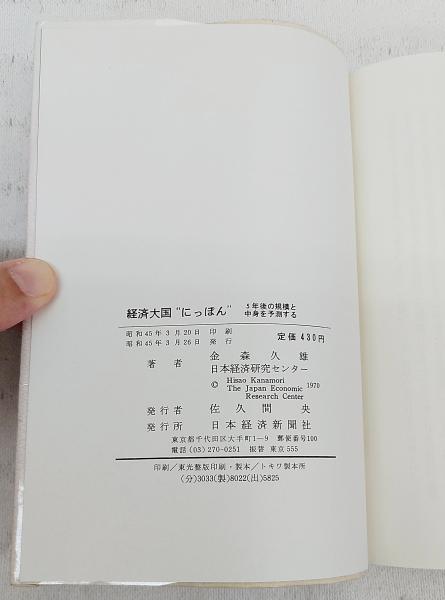 経済大国 “にっぽん” 5年後の規模と
中身を予測する
昭和45年3月20日 印刷
昭和45年3月26日 発行
定価 430円
著者 金森久雄
日本経済研究センター
© Hisao Kanamori 1970
The Japan Economic
Research Center
発行者 佐久間央
発行所 日本経済新聞社
東京都千代田区大手町1−9 郵便番号100
電話 (03) 270-0251 振替 東京 555
印刷／東光整版印刷・製本／トキワ製本所
〈分〉3033〈製〉8022〈出〉5825